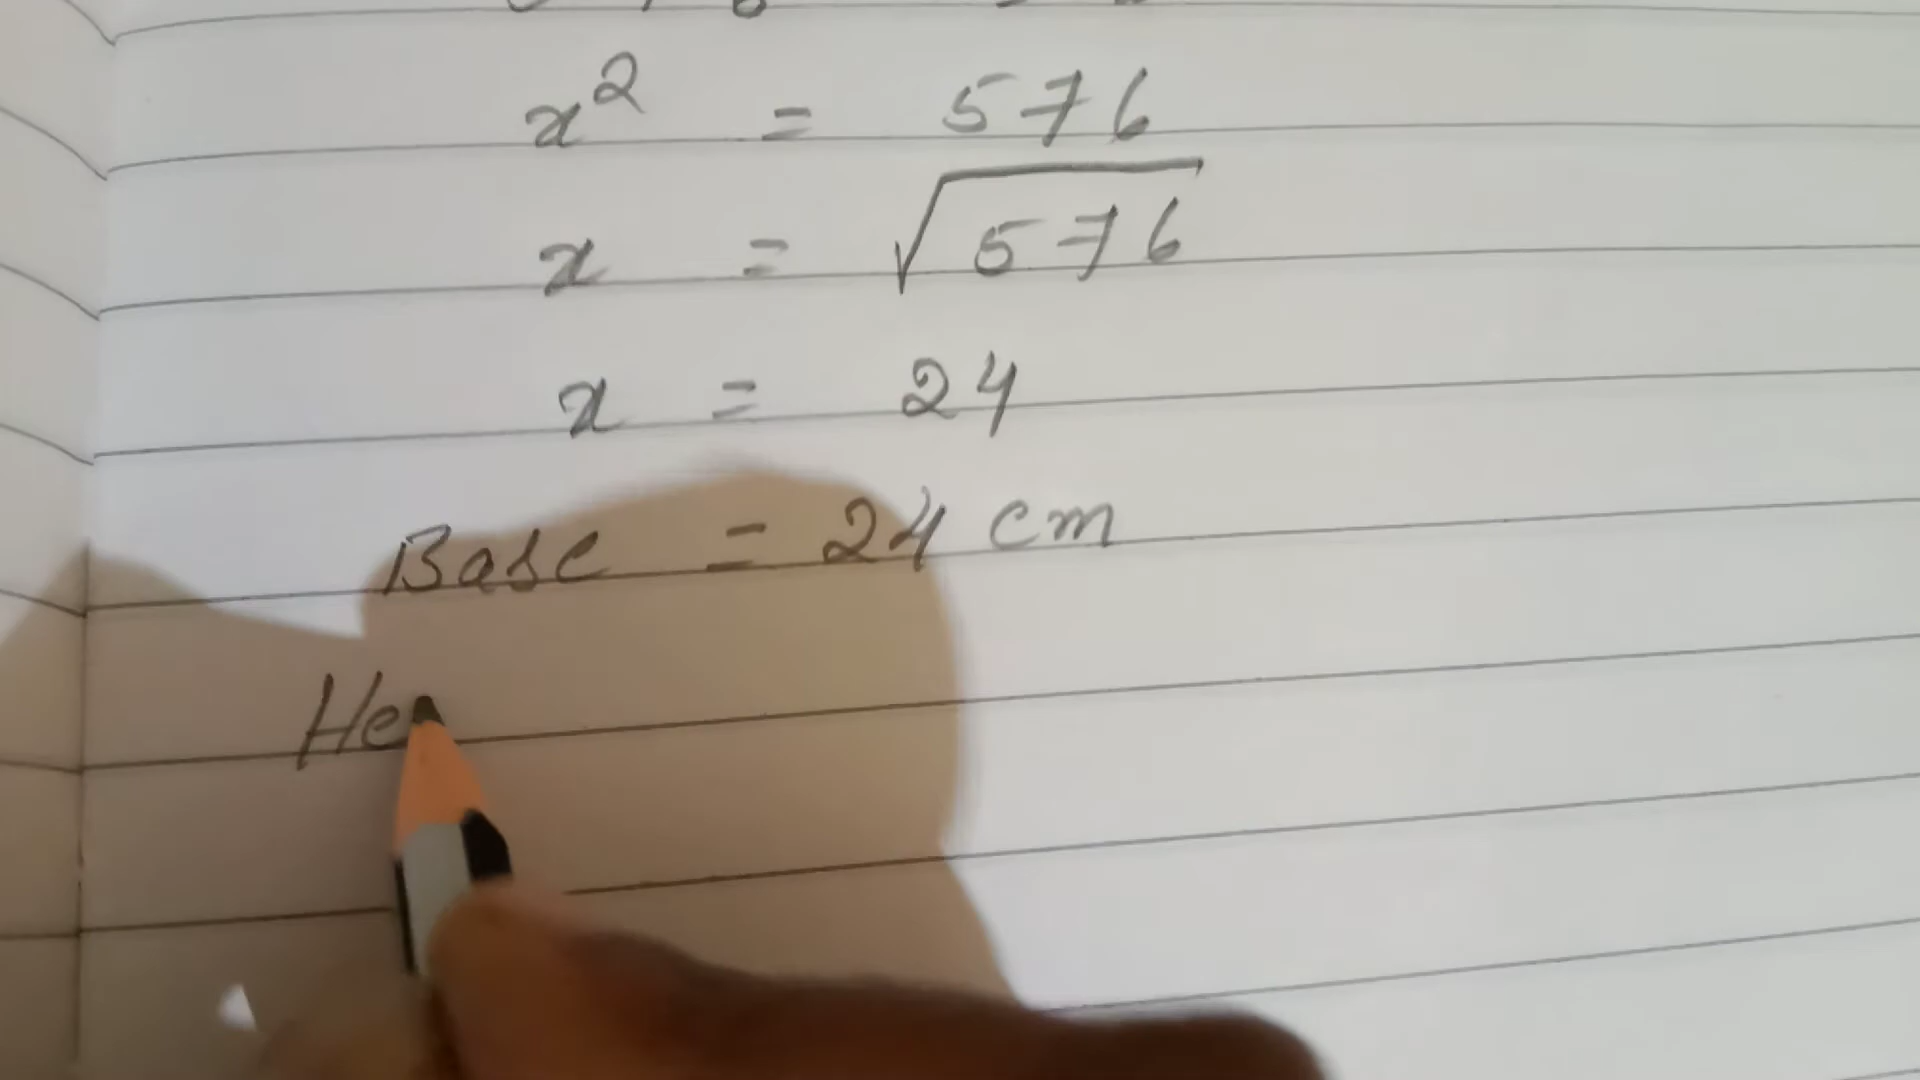 x² = 576
x = √576
x = 24
Base = 24 cm
He